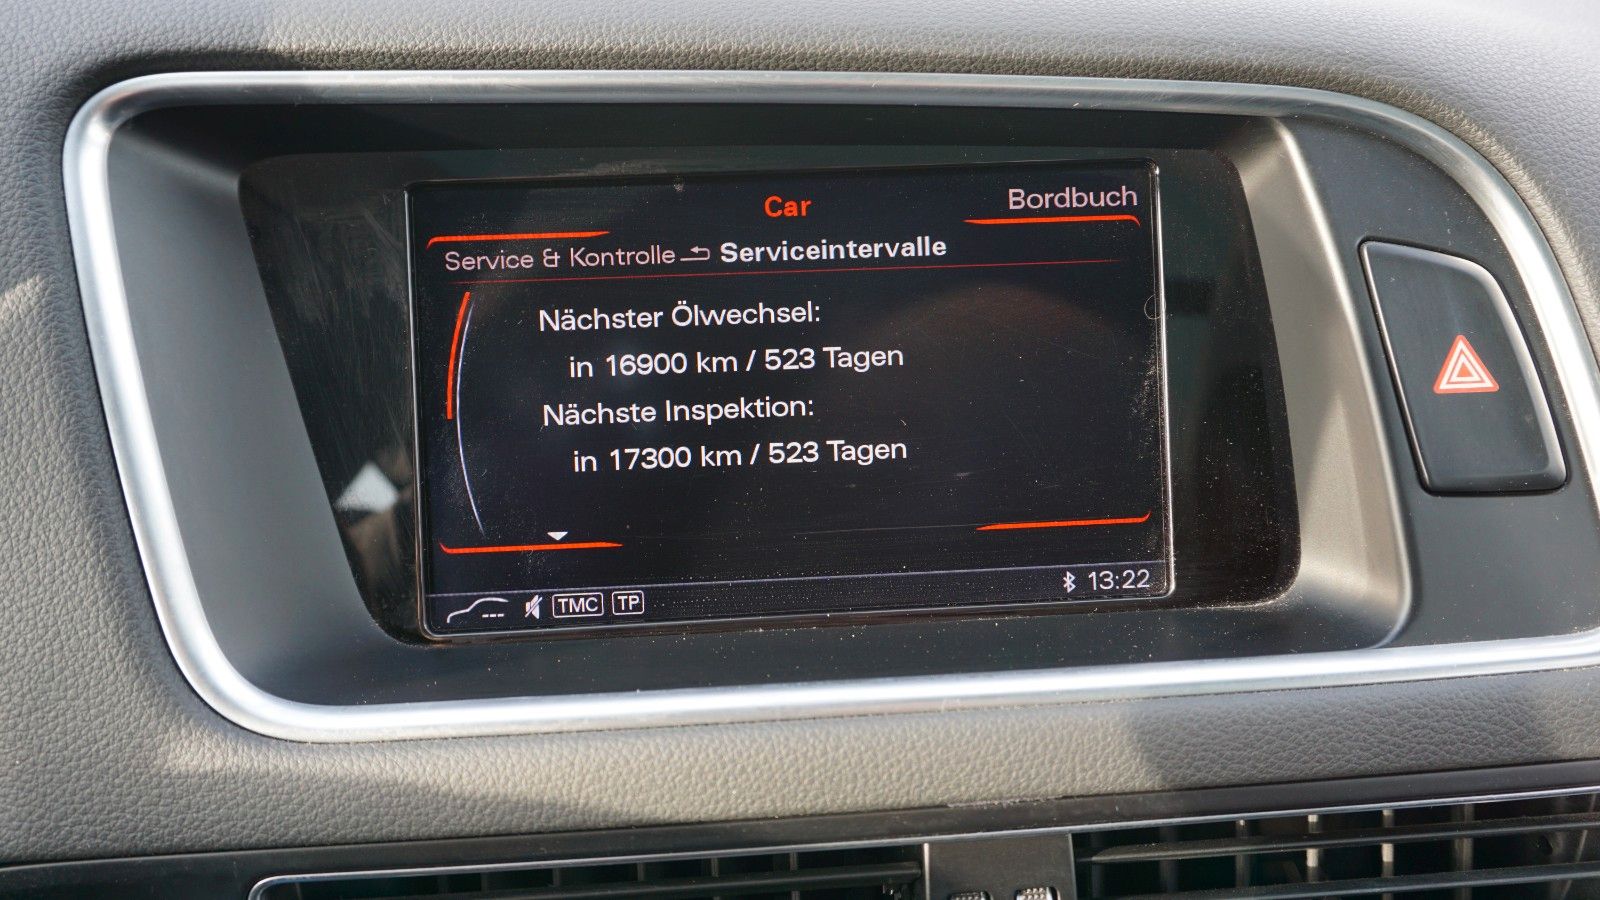 Car
Bordbuch
Service & Kontrolle Serviceintervalle
Nächster Ölwechsel:
in 16900 km / 523 Tagen
Nächste Inspektion:
in 17300 km / 523 Tagen
TMC TP
13:22